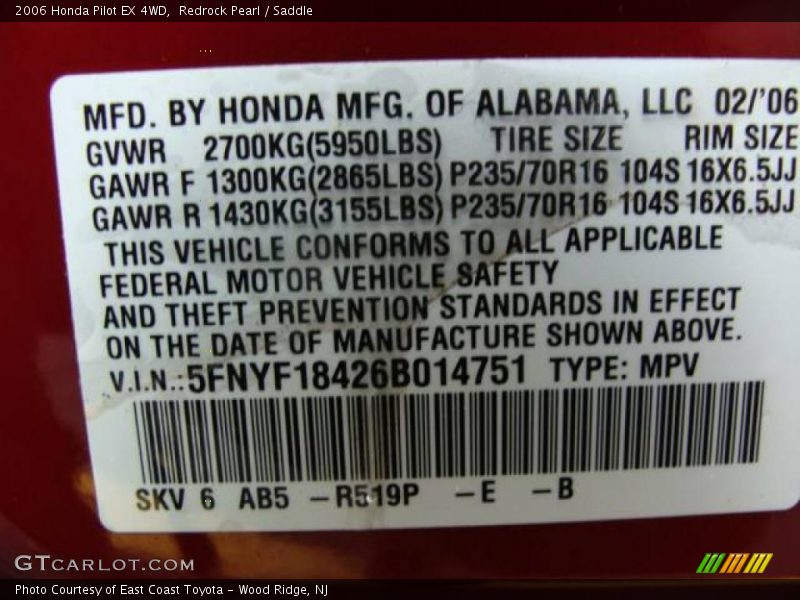 2006 Honda Pilot EX 4WD,  Redrock Pearl / Saddle
MFD. BY HONDA MFG. OF ALABAMA, LLC 02/'06
GVWR 2700KG(5950LBS) TIRE SIZE RIM SIZE
GAWR F 1300KG(2865LBS) P235/70R16 104S 16X6.5JJ
GAWR R 1430KG(3155LBS) P235/70R16 104S 16X6.5JJ
THIS VEHICLE CONFORMS TO ALL APPLICABLE
FEDERAL MOTOR VEHICLE SAFETY
AND THEFT PREVENTION STANDARDS IN EFFECT
ON THE DATE OF MANUFACTURE SHOWN ABOVE.
V.I.N.:5FNYF18426B014751 TYPE: MPV
SKV 6 AB5 -R519P -E -B
GTCARLOT.COM
Photo Courtesy of East Coast Toyota - Wood Ridge, NJ